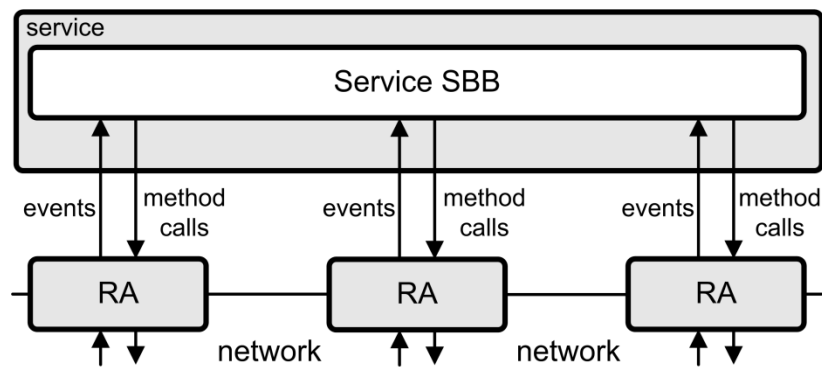 service
Service SBB
events
method
calls
events
method
calls
events
method
calls
RA
RA
RA
network
network